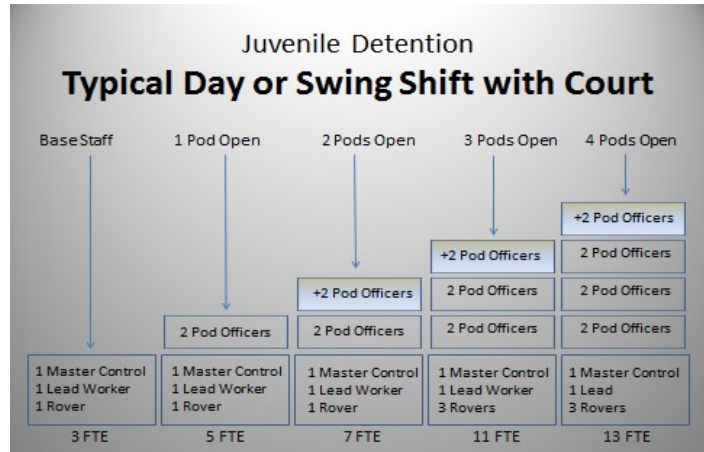 Juvenile Detention
Typical Day or Swing Shift with Court
Base Staff
1 Pod Open
2 Pods Open
3 Pods Open
4 Pods Open
+2 Pod Officers
+2 Pod Officers
2 Pod Officers
+2 Pod Officers
2 Pod Officers
2 Pod Officers
2 Pod Officers
2 Pod Officers
2 Pod Officers
2 Pod Officers
1 Master Control
1 Lead Worker
1 Rover
1 Master Control
1 Lead Worker
1 Rover
1 Master Control
1 Lead Worker
1 Rover
1 Master Control
1 Lead Worker
3 Rovers
1 Master Control
1 Lead
3 Rovers
3 FTE
5 FTE
7 FTE
11 FTE
13 FTE